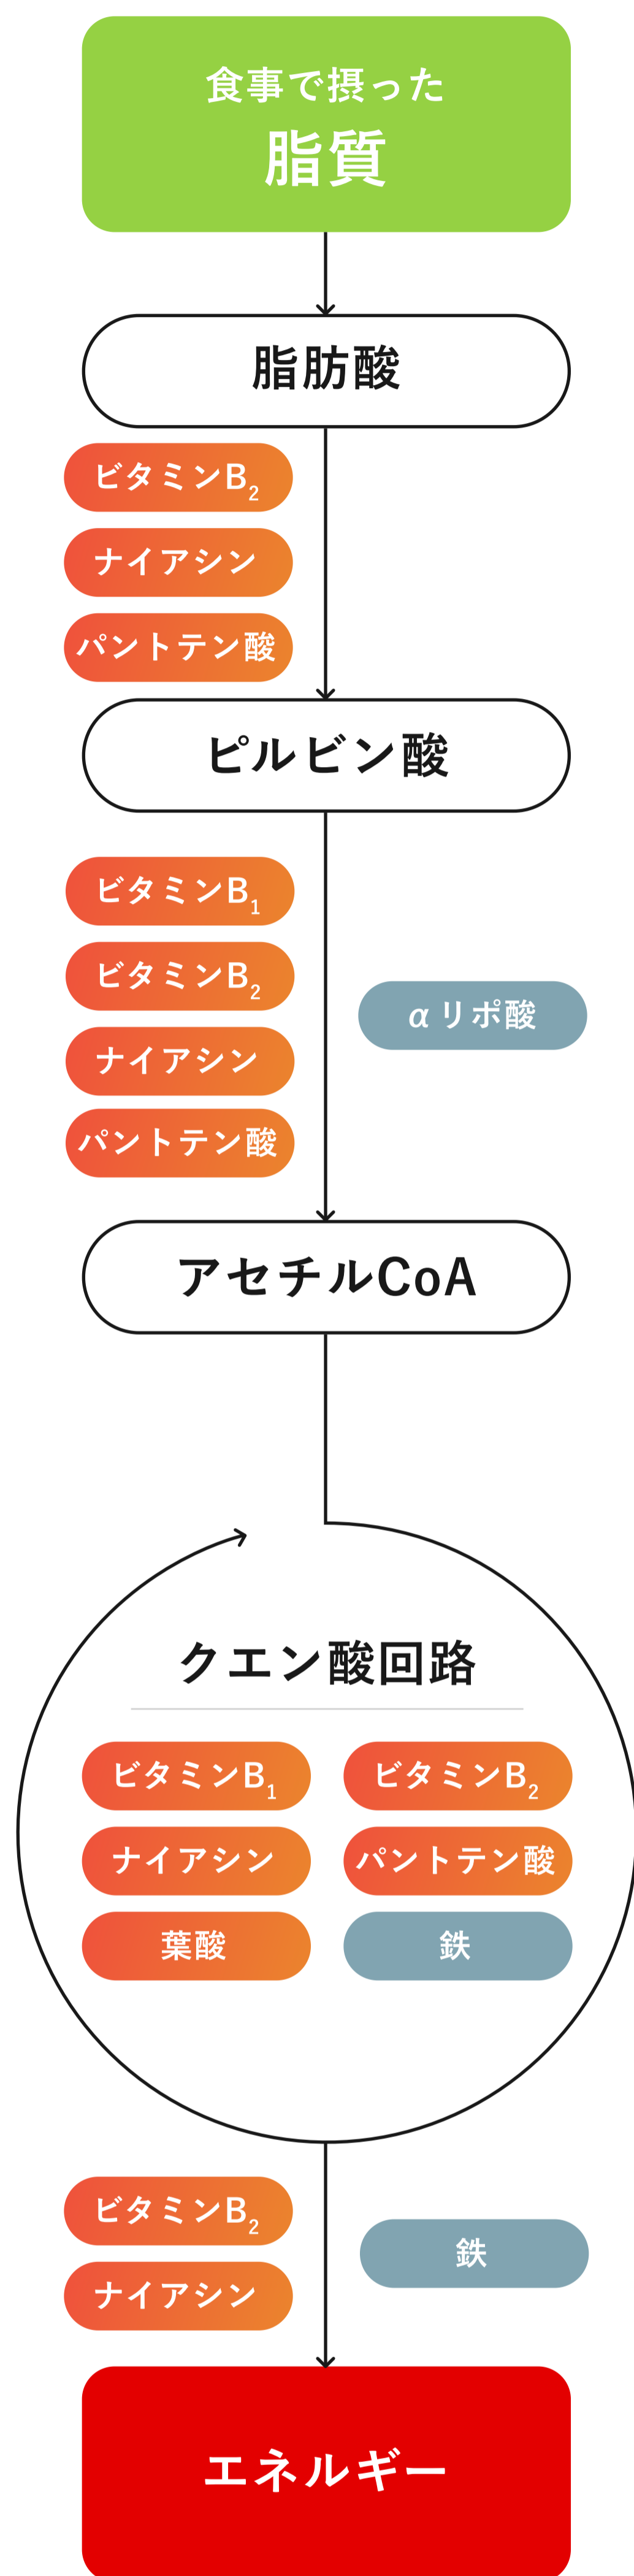 食事で摂った
脂質
脂肪酸
ビタミンB₂
ナイアシン
パントテン酸
ピルビン酸
ビタミンB₁
ビタミンB₂
αリポ酸
ナイアシン
パントテン酸
アセチルCoA
クエン酸回路
ビタミンB₁ ビタミンB₂
ナイアシン パントテン酸
葉酸 鉄
ビタミンB₂
鉄
ナイアシン
エネルギー